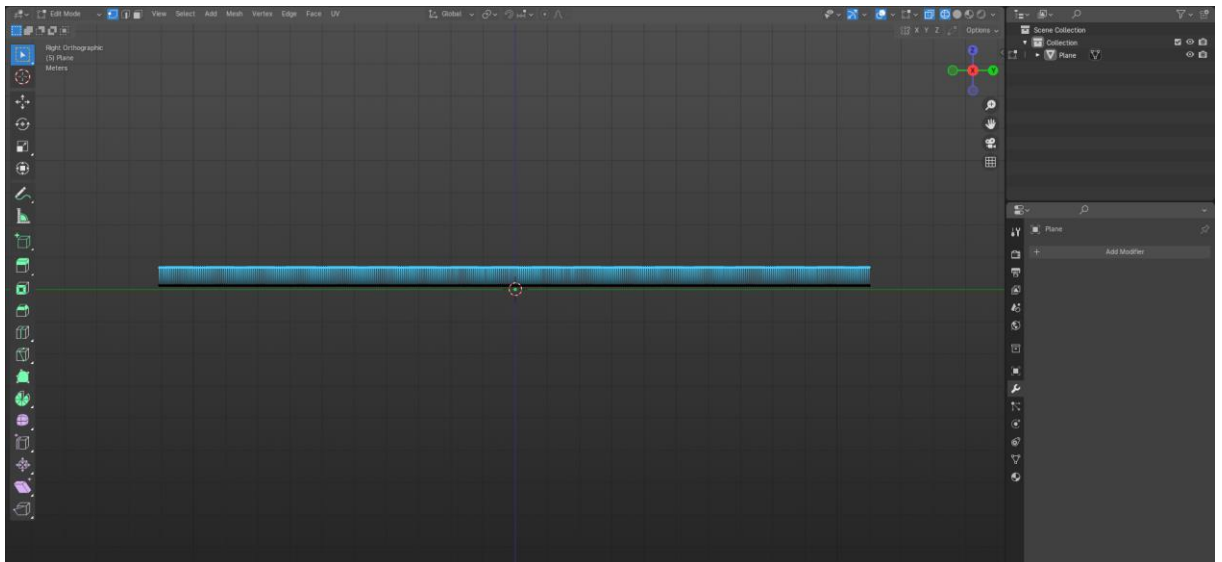 Edit Mode View Select Add Mesh Vertex Edge Face UV Global
X Y Z Options
Right Orthographic
(5) Plane
Meters
Z
X
Y
Scene Collection
Collection
Plane
Plane
Add Modifier